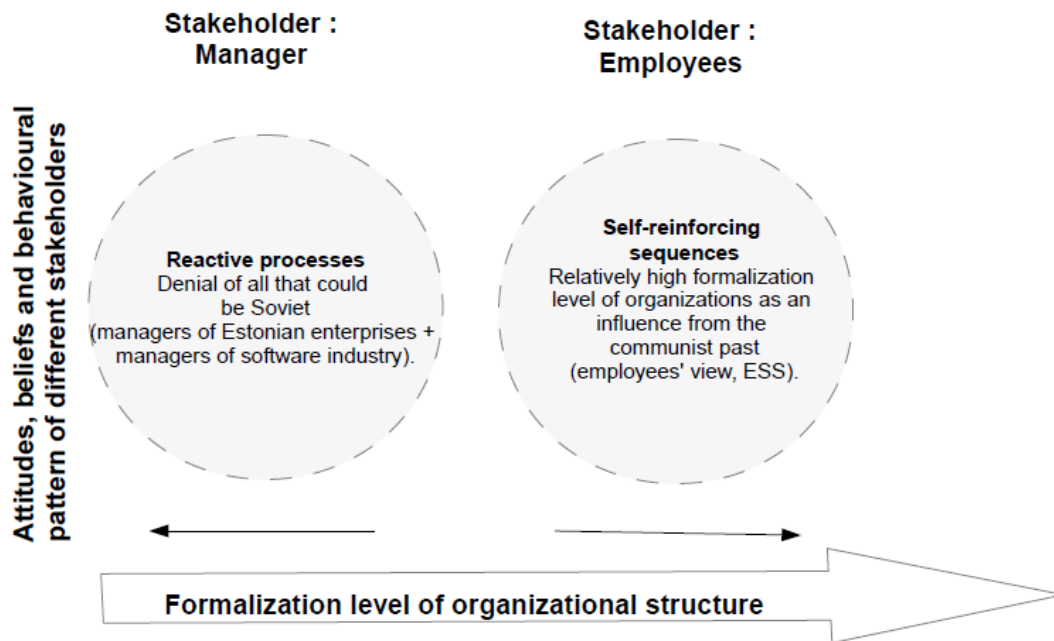 Stakeholder :
Manager
Stakeholder :
Employees
Attitudes, beliefs and behavioural
pattern of different stakeholders
Reactive processes
Denial of all that could
be Soviet
(managers of Estonian enterprises +
managers of software industry).
Self-reinforcing
sequences
Relatively high formalization
level of organizations as an
influence from the
communist past
(employees' view, ESS).
Formalization level of organizational structure